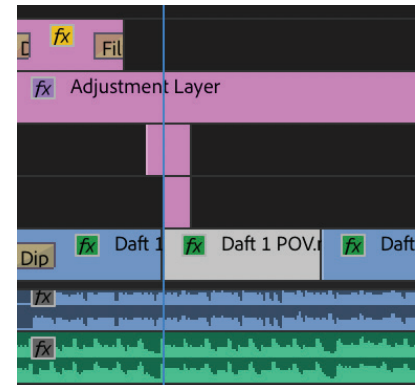 fx Fil
fx Adjustment Layer
Dip fx Daft 1 fx Daft 1 POV. fx Daft
fx
fx